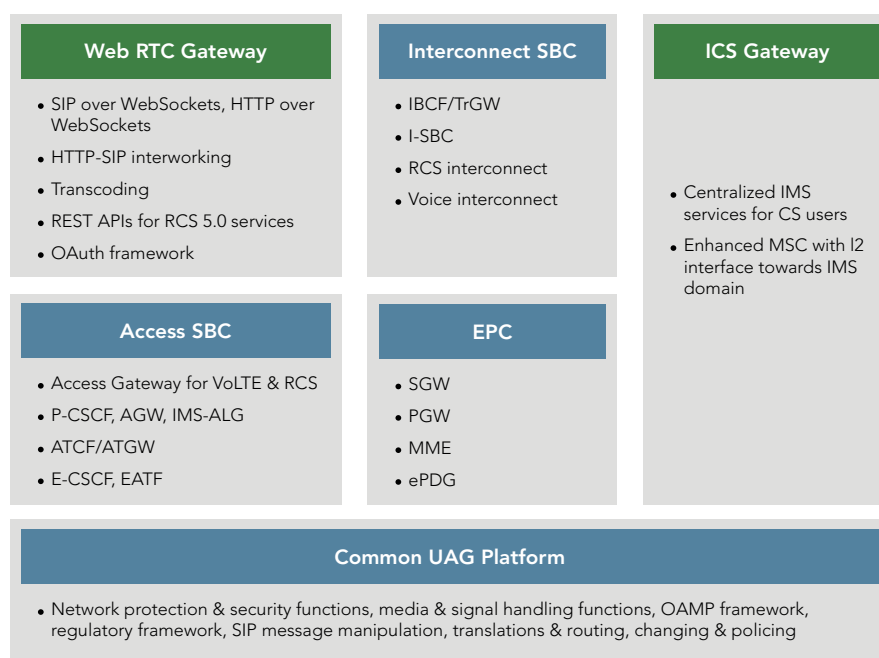 Web RTC Gateway
• SIP over WebSockets, HTTP over
WebSockets
• HTTP-SIP interworking
• Transcoding
• REST APIs for RCS 5.0 services
• OAuth framework
Interconnect SBC
• IBCF/TrGW
• I-SBC
• RCS interconnect
• Voice interconnect
ICS Gateway
• Centralized IMS
services for CS users
• Enhanced MSC with l2
interface towards IMS
domain
Access SBC
• Access Gateway for VoLTE & RCS
• P-CSCF, AGW, IMS-ALG
• ATCF/ATGW
• E-CSCF, EATF
EPC
• SGW
• PGW
• MME
• ePDG
Common UAG Platform
• Network protection & security functions, media & signal handling functions, OAMP framework,
regulatory framework, SIP message manipulation, translations & routing, changing & policing